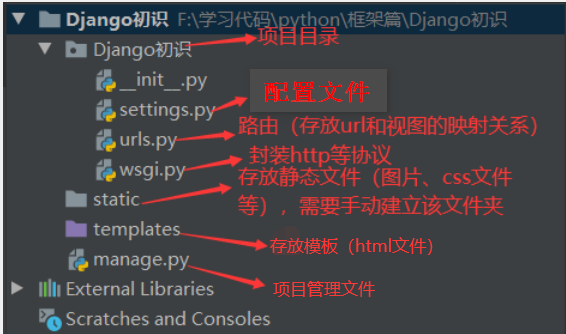 Django初识 F:\学习代码\python\框架篇\Django初识
Django初识 项目目录
__init__.py
settings.py 配置文件
urls.py 路由（存放url和视图的映射关系）
wsgi.py 封装http等协议
static 存放静态文件（图片、css文件
等），需要手动建立该文件夹
templates 存放模板（html文件）
manage.py 项目管理文件
External Libraries
Scratches and Consoles